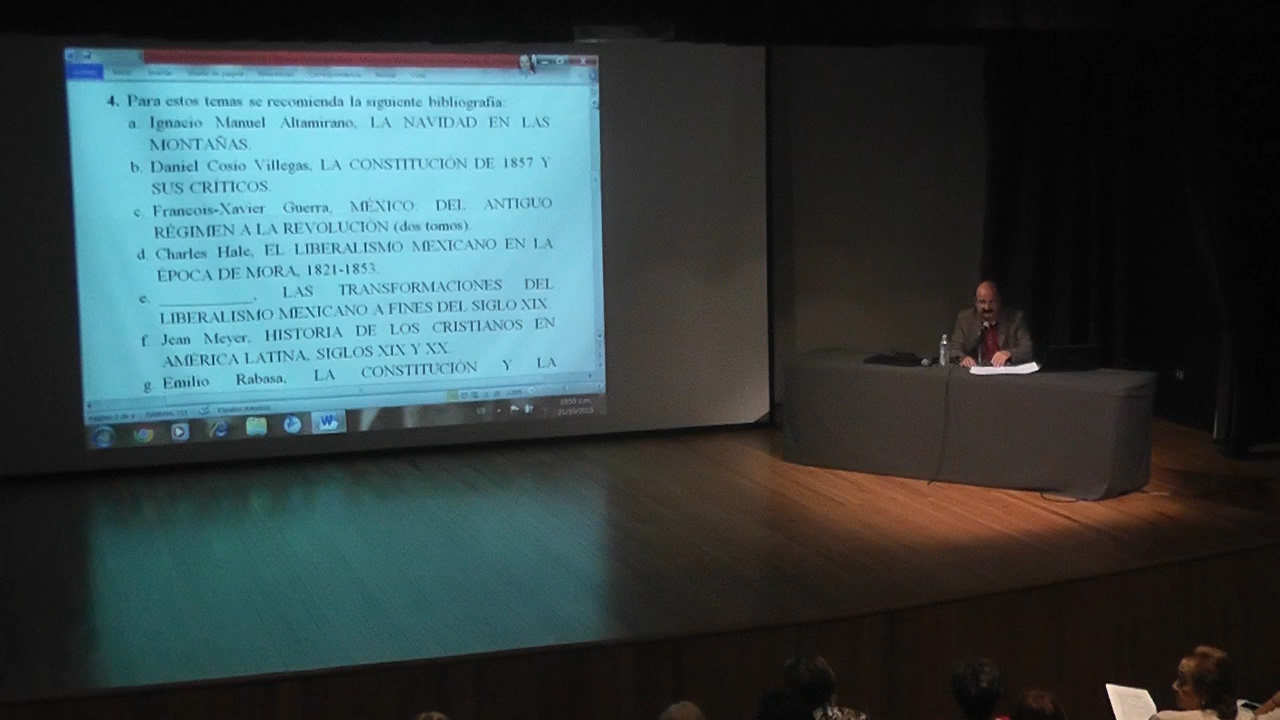 4. Para estos temas se recomienda la siguiente bibliografía:
a. Ignacio Manuel Altamirano, LA NAVIDAD EN LAS
MONTAÑAS.
b. Daniel Cosío Villegas, LA CONSTITUCIÓN DE 1857 Y
SUS CRÍTICOS.
c. Francois-Xavier Guerra, MÉXICO: DEL ANTIGUO
RÉGIMEN A LA REVOLUCIÓN (dos tomos).
d. Charles Hale, EL LIBERALISMO MEXICANO EN LA
ÉPOCA DE MORA, 1821-1853.
e. ____________, LAS TRANSFORMACIONES DEL
LIBERALISMO MEXICANO A FINES DEL SIGLO XIX.
f. Jean Meyer, HISTORIA DE LOS CRISTIANOS EN
AMÉRICA LATINA, SIGLOS XIX Y XX.
g. Emilio Rabasa, LA CONSTITUCIÓN Y LA